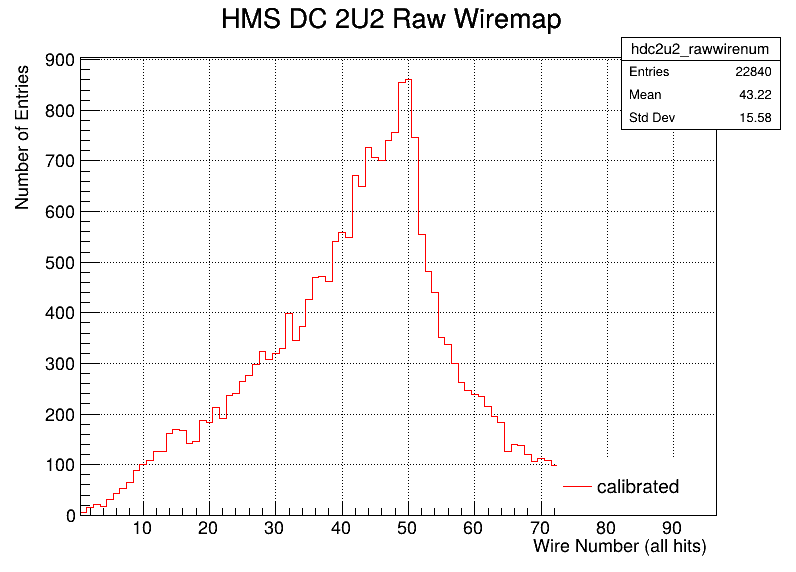 HMS DC 2U2 Raw Wiremap
hdc2u2_rawwirenum
Entries 22840
Mean 43.22
Std Dev 15.58
Number of Entries
900
800
700
600
500
400
300
200
100
0
calibrated
10 20 30 40 50 60 70 80 90
Wire Number (all hits)